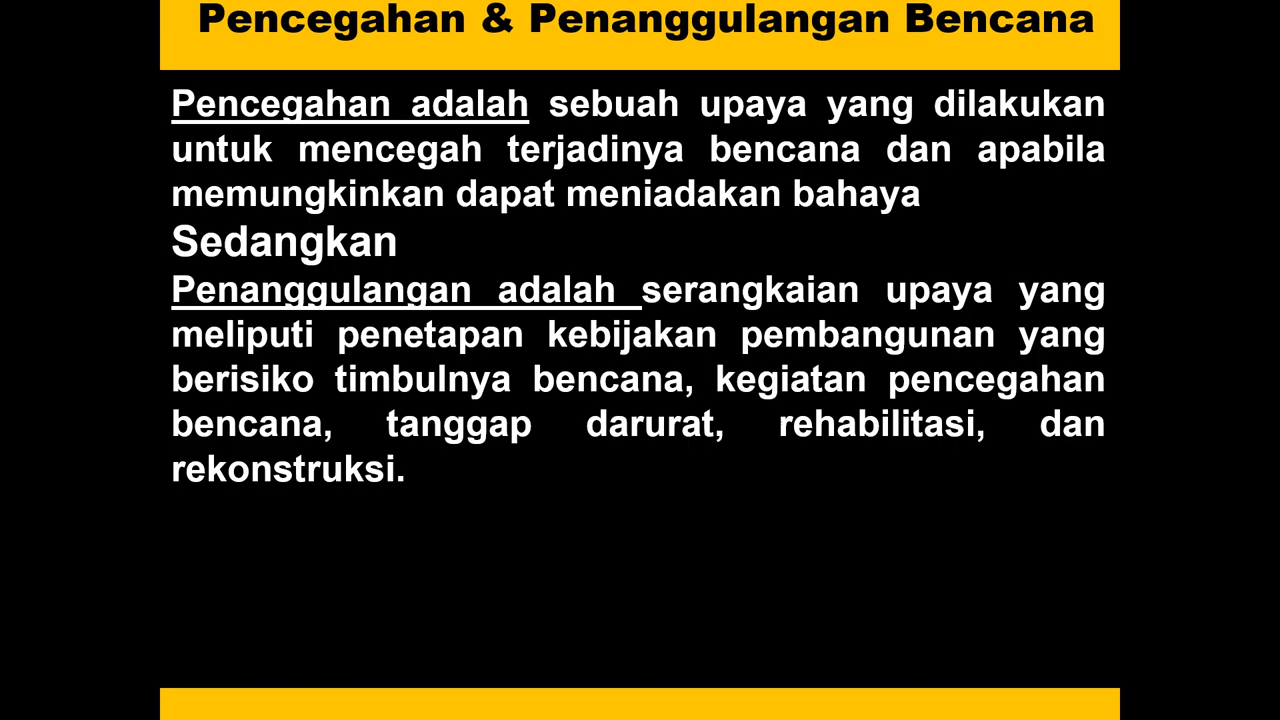 Pencegahan & Penanggulangan Bencana
Pencegahan adalah sebuah upaya yang dilakukan
untuk mencegah terjadinya bencana dan apabila
memungkinkan dapat meniadakan bahaya
Sedangkan
Penanggulangan adalah serangkaian upaya yang
meliputi penetapan kebijakan pembangunan yang
berisiko timbulnya bencana, kegiatan pencegahan
bencana, tanggap darurat, rehabilitasi, dan
rekonstruksi.